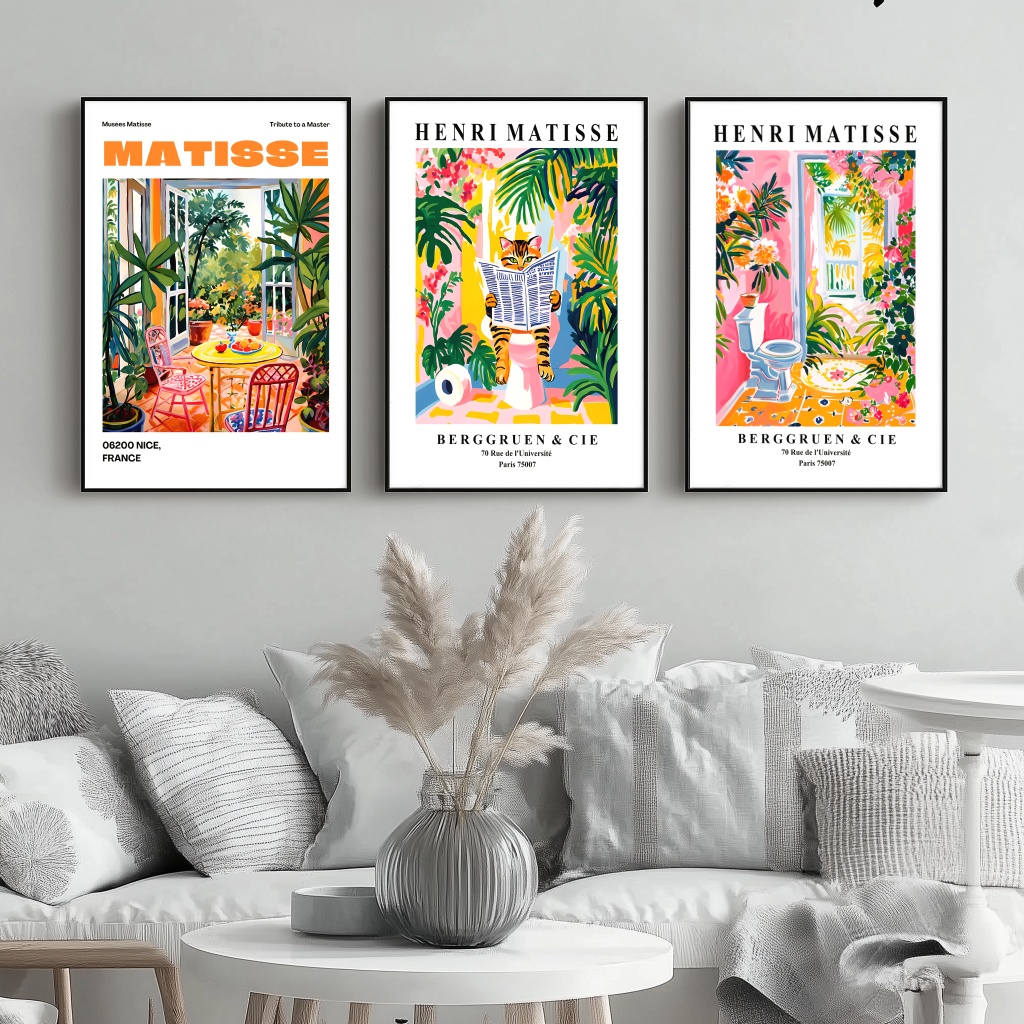 Musees Matisse
Tribute to a Master
MATISSE
06200 NICE,
FRANCE
HENRI MATISSE
BERGGRUEN & CIE
70 Rue de l'Université
Paris 75007
HENRI MATISSE
BERGGRUEN & CIE
70 Rue de l'Université
Paris 75007